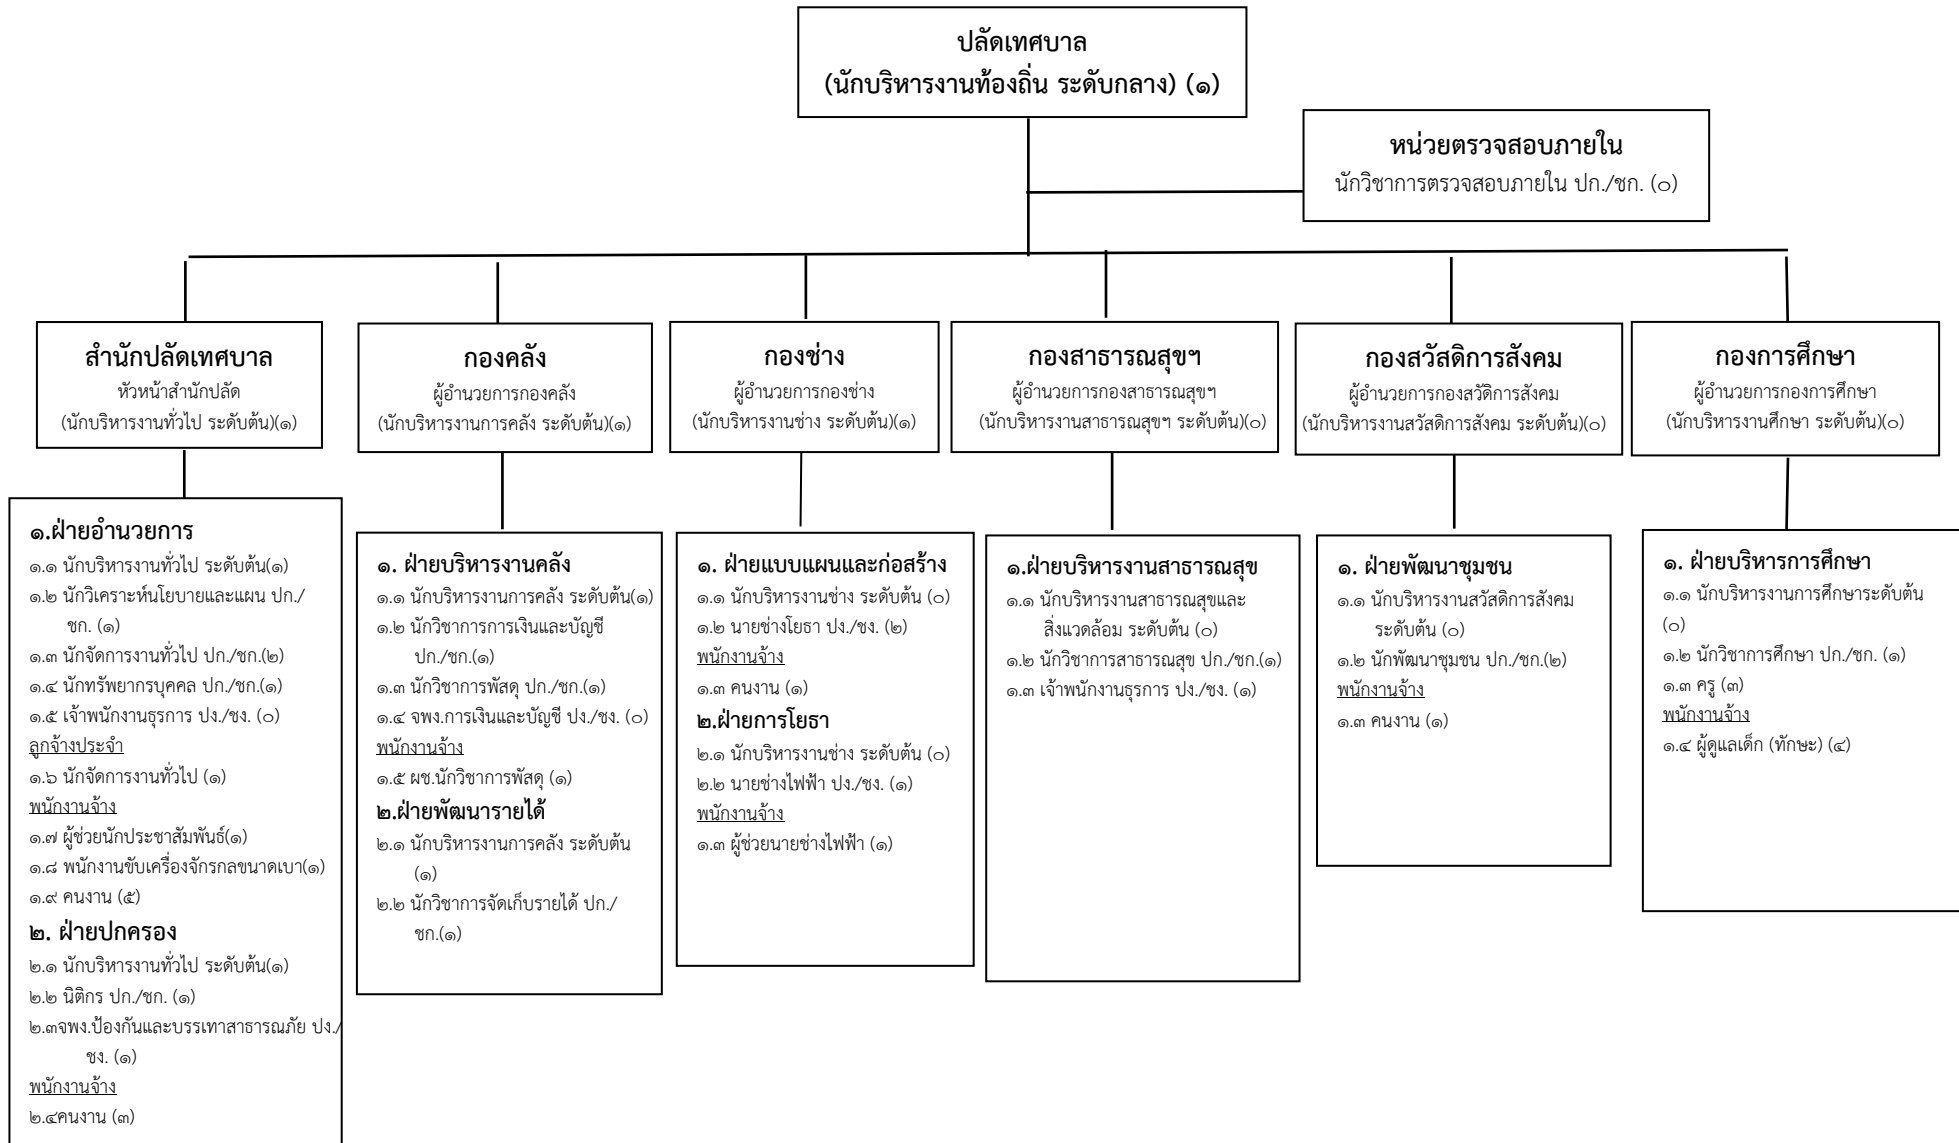 ปลัดเทศบาล
(นักบริหารงานท้องถิ่น ระดับกลาง) (๑)
หน่วยตรวจสอบภายใน
นักวิชาการตรวจสอบภายใน ปก./ชก. (๐)
สำนักปลัดเทศบาล
หัวหน้าสำนักปลัด
(นักบริหารงานทั่วไป ระดับต้น)(๑)
กองคลัง
ผู้อำนวยการกองคลัง
(นักบริหารงานการคลัง ระดับต้น)(๑)
กองช่าง
ผู้อำนวยการกองช่าง
(นักบริหารงานช่าง ระดับต้น)(๑)
กองสาธารณสุขฯ
ผู้อำนวยการกองสาธารณสุขฯ
(นักบริหารงานสาธารณสุขฯ ระดับต้น)(๐)
กองสวัสดิการสังคม
ผู้อำนวยการกองสวัดิการสังคม
(นักบริหารงานสวัสดิการสังคม ระดับต้น)(๐)
กองการศึกษา
ผู้อำนวยการกองการศึกษา
(นักบริหารงานศึกษา ระดับต้น)(๐)
๑.ฝ่ายอำนวยการ
๑.๑ นักบริหารงานทั่วไป ระดับต้น(๑)
๑.๒ นักวิเคราะห์นโยบายและแผน ปก./
ชก. (๑)
๑.๓ นักจัดการงานทั่วไป ปก./ชก.(๒)
๑.๔ นักทรัพยากรบุคคล ปก./ชก.(๑)
๑.๕ เจ้าพนักงานธุรการ ปง./ชง. (๐)
ลูกจ้างประจำ
๑.๖ นักจัดการงานทั่วไป (๑)
พนักงานจ้าง
๑.๗ ผู้ช่วยนักประชาสัมพันธ์(๑)
๑.๘ พนักงานขับเครื่องจักรกลขนาดเบา(๑)
๑.๙ คนงาน (๕)
๒. ฝ่ายปกครอง
๒.๑ นักบริหารงานทั่วไป ระดับต้น(๑)
๒.๒ นิติกร ปก./ชก. (๑)
๒.๓จพง.ป้องกันและบรรเทาสาธารณภัย ปง./
ชง. (๑)
พนักงานจ้าง
๒.๔คนงาน (๓)
๑. ฝ่ายบริหารงานคลัง
๑.๑ นักบริหารงานการคลัง ระดับต้น(๑)
๑.๒ นักวิชาการการเงินและบัญชี
ปก./ชก.(๑)
๑.๓ นักวิชาการพัสดุ ปก./ชก.(๑)
๑.๔ จพง.การเงินและบัญชี ปง./ชง. (๐)
พนักงานจ้าง
๑.๕ ผช.นักวิชาการพัสดุ (๑)
๒.ฝ่ายพัฒนารายได้
๒.๑ นักบริหารงานการคลัง ระดับต้น
(๑)
๒.๒ นักวิชาการจัดเก็บรายได้ ปก./
ชก.(๑)
๑. ฝ่ายแบบแผนและก่อสร้าง
๑.๑ นักบริหารงานช่าง ระดับต้น (๐)
๑.๒ นายช่างโยธา ปง./ชง. (๒)
พนักงานจ้าง
๑.๓ คนงาน (๑)
๒.ฝ่ายการโยธา
๒.๑ นักบริหารงานช่าง ระดับต้น (๐)
๒.๒ นายช่างไฟฟ้า ปง./ชง. (๑)
พนักงานจ้าง
๑.๓ ผู้ช่วยนายช่างไฟฟ้า (๑)
๑.ฝ่ายบริหารงานสาธารณสุข
๑.๑ นักบริหารงานสาธารณสุขและ
สิ่งแวดล้อม ระดับต้น (๐)
๑.๒ นักวิชาการสาธารณสุข ปก./ชก.(๑)
๑.๓ เจ้าพนักงานธุรการ ปง./ชง. (๑)
๑. ฝ่ายพัฒนาชุมชน
๑.๑ นักบริหารงานสวัสดิการสังคม
ระดับต้น (๐)
๑.๒ นักพัฒนาชุมชน ปก./ชก.(๒)
พนักงานจ้าง
๑.๓ คนงาน (๑)
๑. ฝ่ายบริหารการศึกษา
๑.๑ นักบริหารงานการศึกษาระดับต้น
(๐)
๑.๒ นักวิชาการศึกษา ปก./ชก. (๑)
๑.๓ ครู (๓)
พนักงานจ้าง
๑.๔ ผู้ดูแลเด็ก (ทักษะ) (๔)